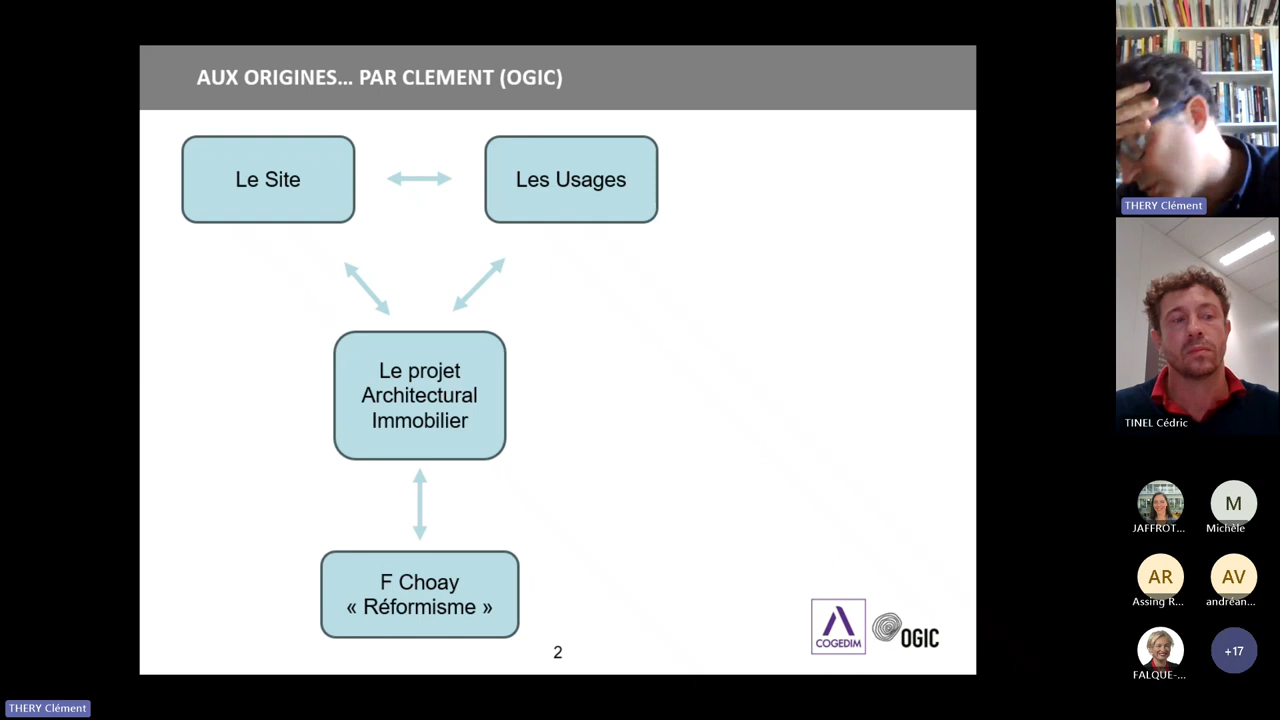 AUX ORIGINES... PAR CLEMENT (OGIC)
Le Site
Les Usages
Le projet
Architectural
Immobilier
F Choay
« Réformisme »
2
COGEDIM
OGIC
THERY Clément
TINEL Cédric
JAFFROT...
M
Michèle
AR
Assing R...
AV
andréan...
FALQUE-...
+17
THERY Clément